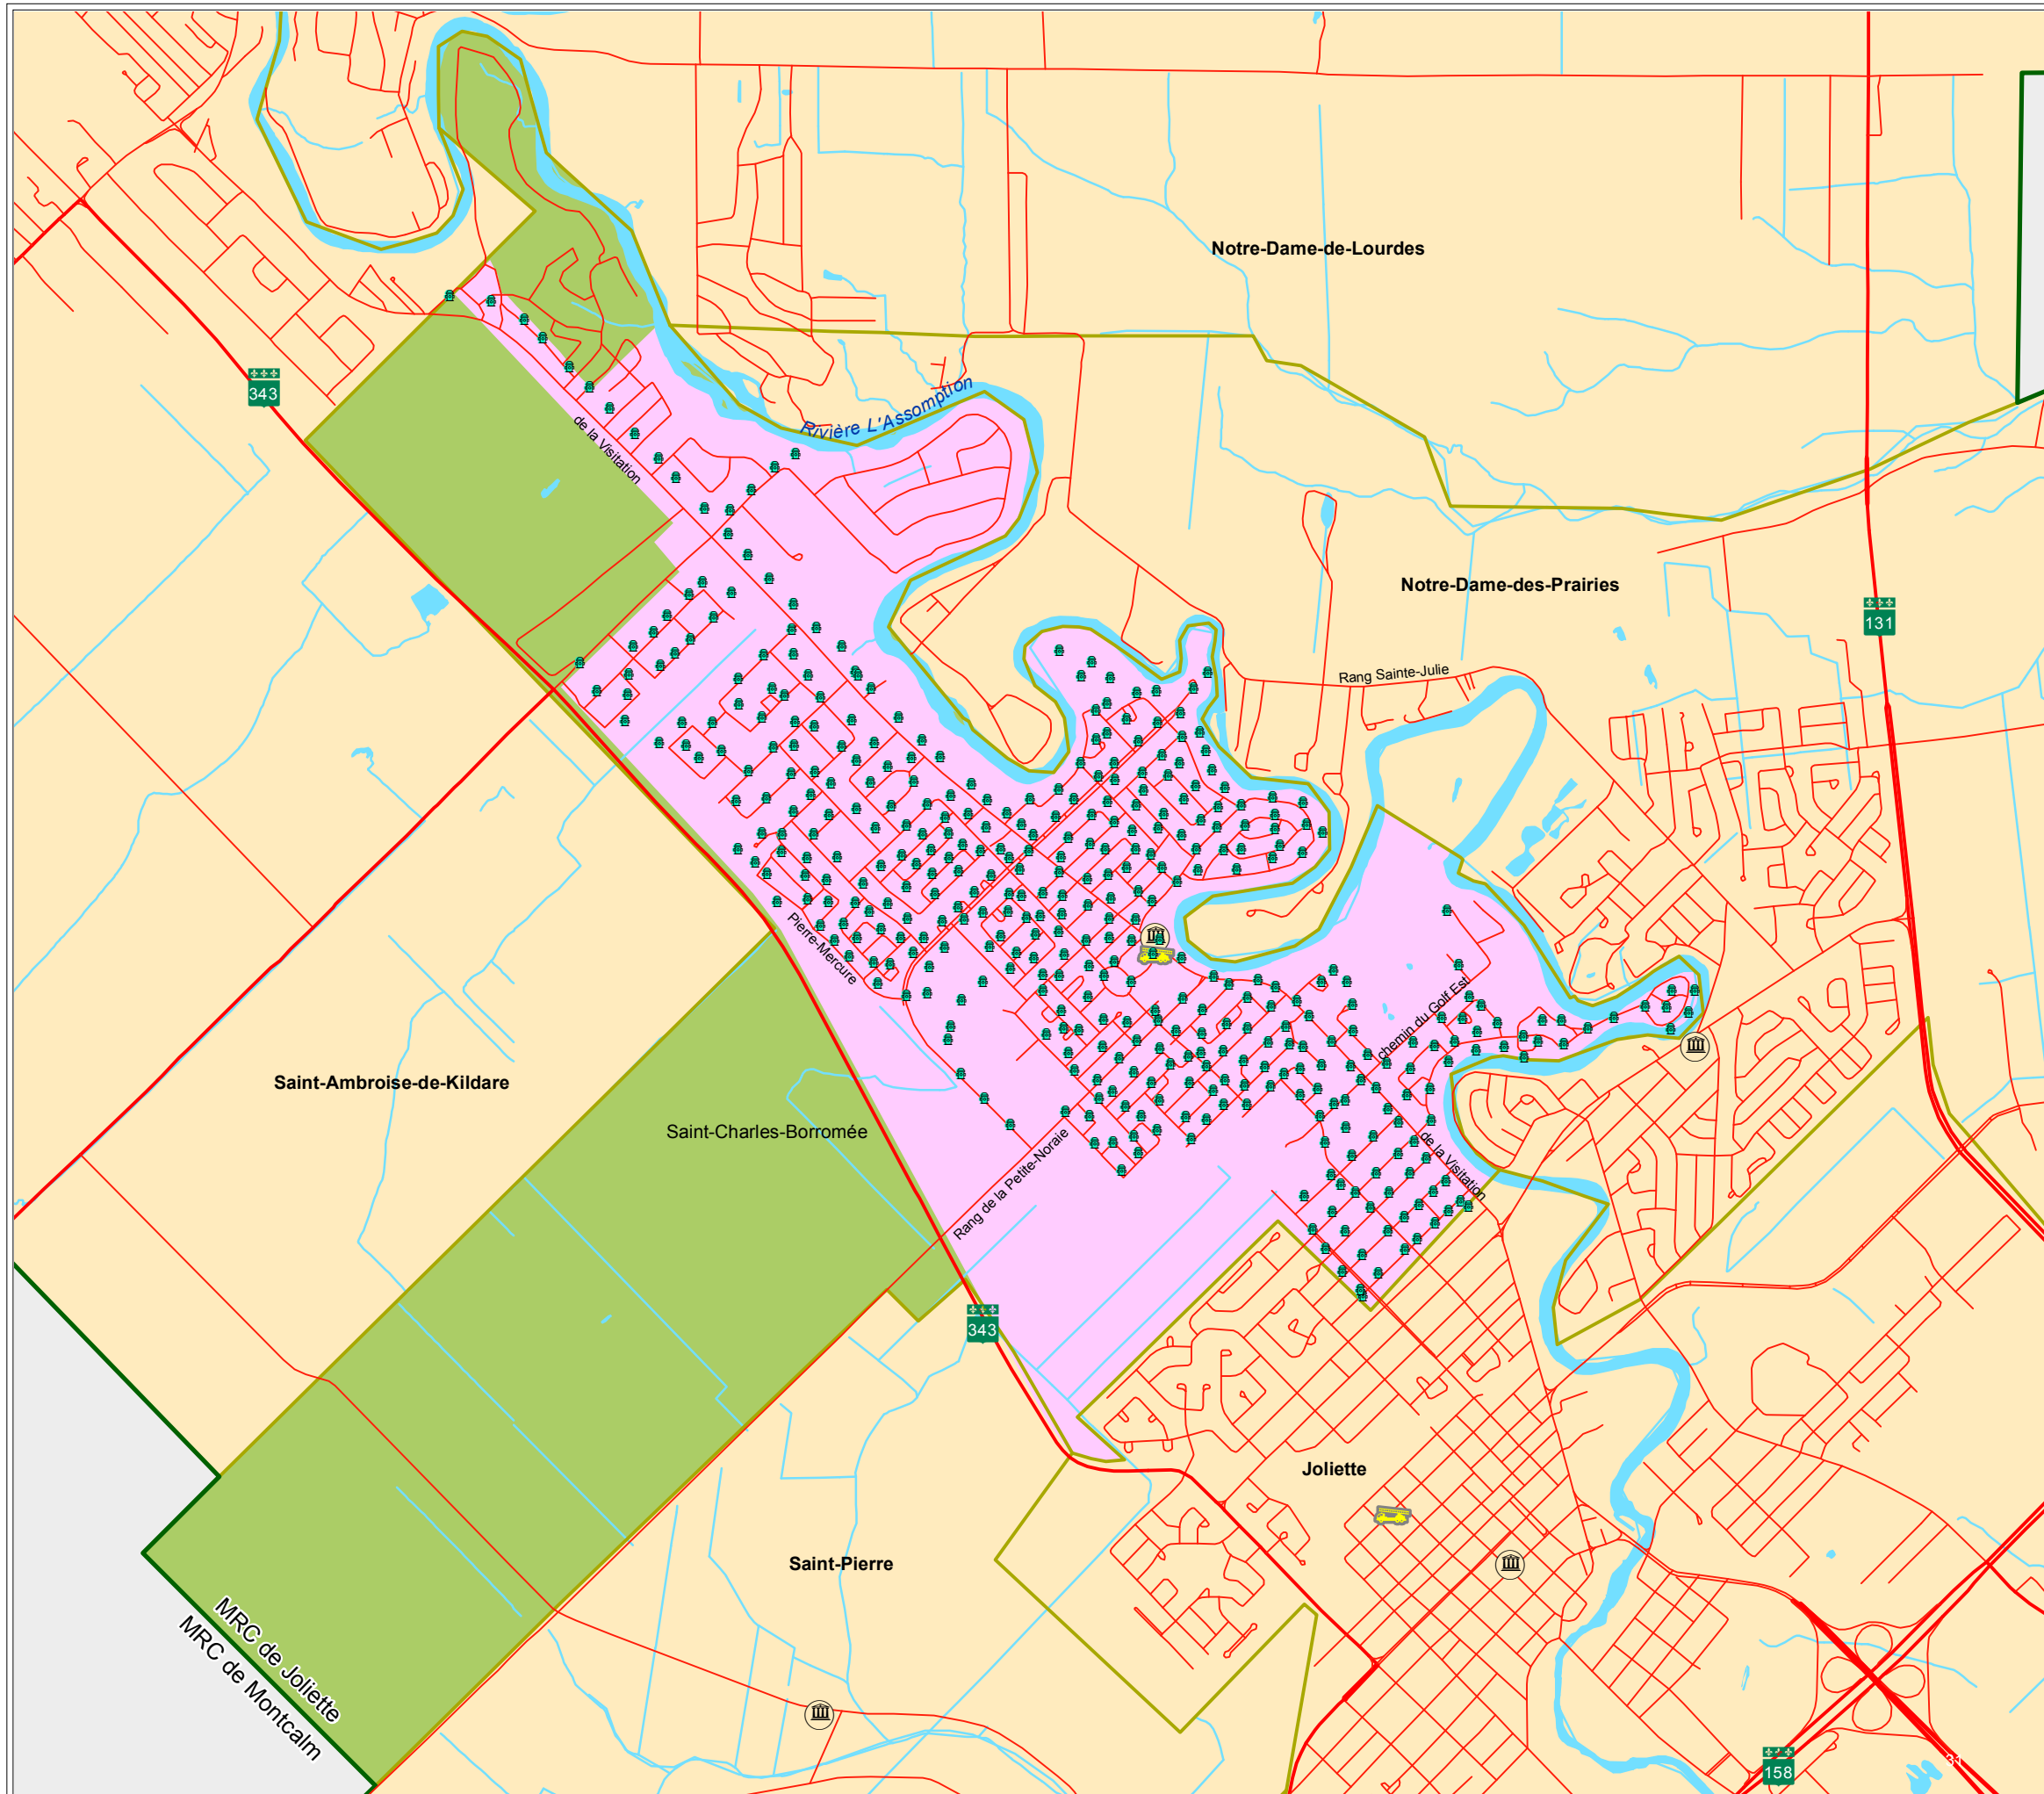 Notre-Dame-de-Lourdes
343
Rivière L'Assomption
de la Visitation
Notre-Dame-des-Prairies
131
Rang Sainte-Julie
Pierre-Mercure
chemin du Golf Est
Saint-Ambroise-de-Kildare
Saint-Charles-Borromée
Rang de la Petite-Noraie
de la Visitation
343
Joliette
Saint-Pierre
MRC de Joliette
MRC de Montcalm
31
158